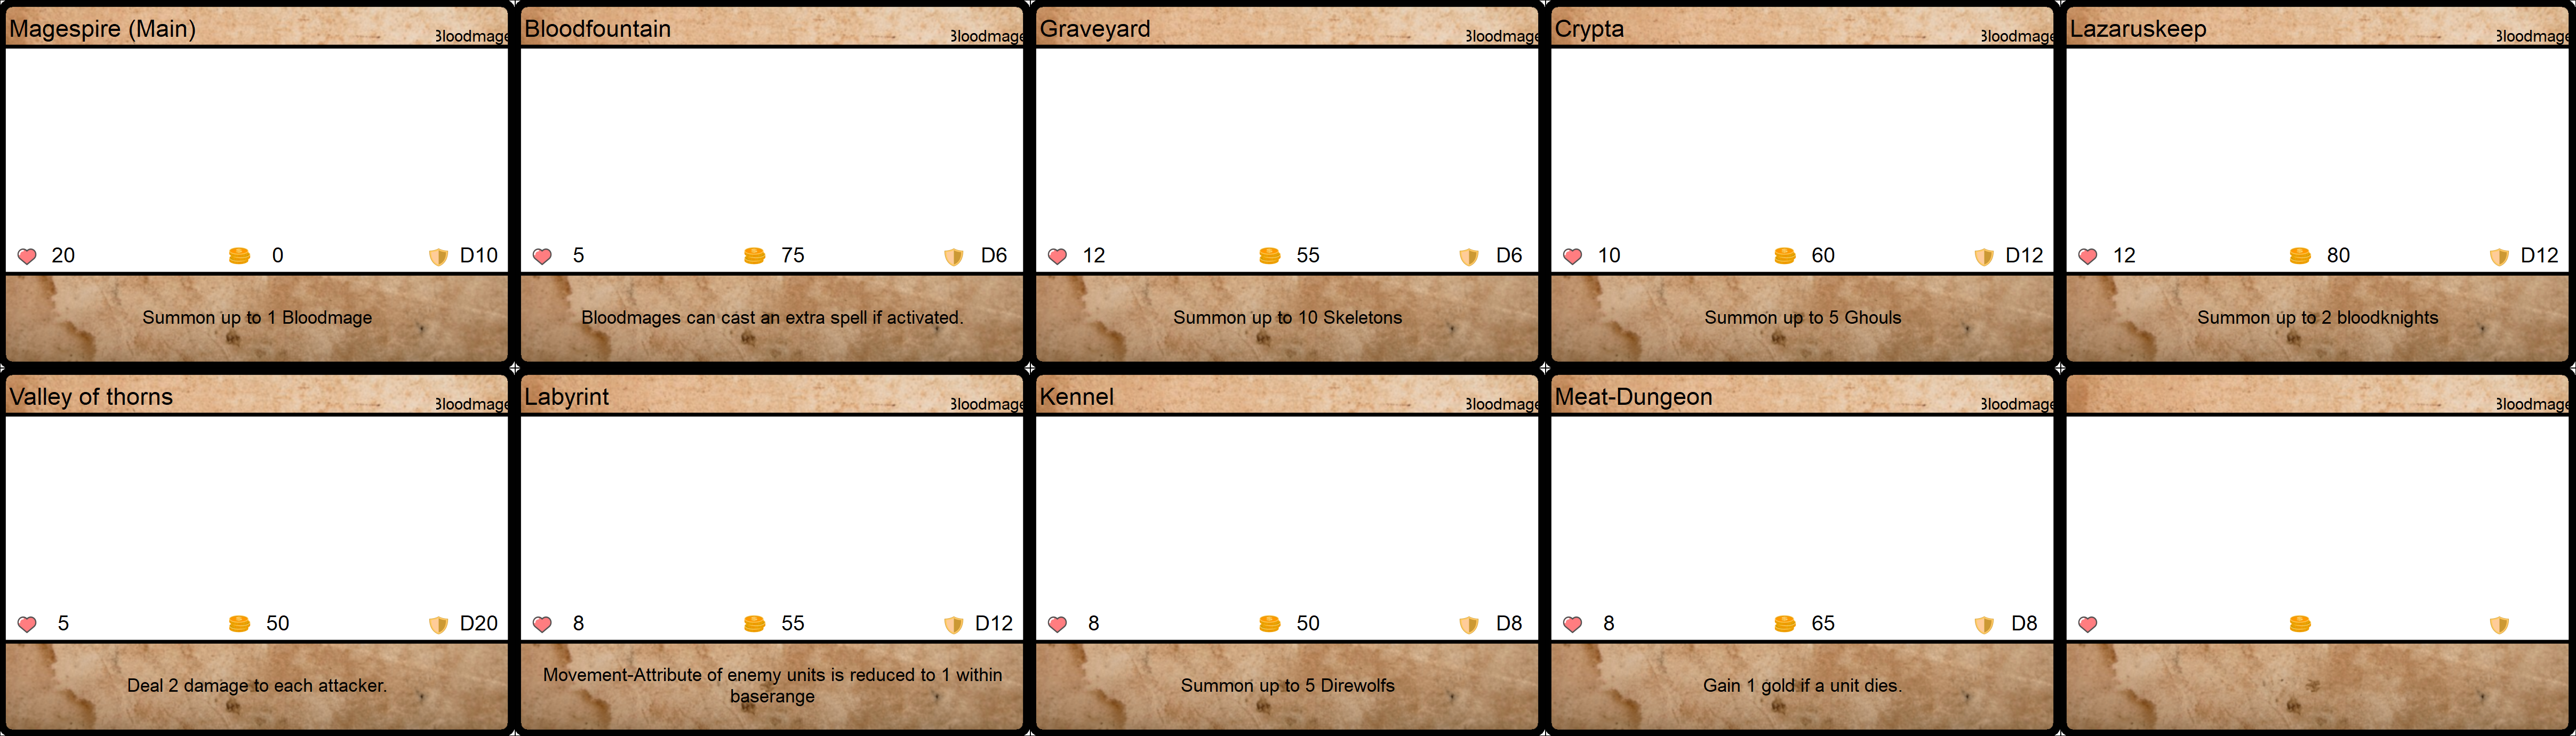 Magespire (Main)
Bloodmage
20
0
D10
Summon up to 1 Bloodmage
Bloodfountain
Bloodmage
5
75
D6
Bloodmages can cast an extra spell if activated.
Graveyard
Bloodmage
12
55
D6
Summon up to 10 Skeletons
Crypta
Bloodmage
10
60
D12
Summon up to 5 Ghouls
Lazaruskeep
Bloodmage
12
80
D12
Summon up to 2 bloodknights
Valley of thorns
Bloodmage
5
50
D20
Deal 2 damage to each attacker.
Labyrint
Bloodmage
8
55
D12
Movement-Attribute of enemy units is reduced to 1 within
baserange
Kennel
Bloodmage
8
50
D8
Summon up to 5 Direwolfs
Meat-Dungeon
Bloodmage
8
65
D8
Gain 1 gold if a unit dies.
Bloodmage